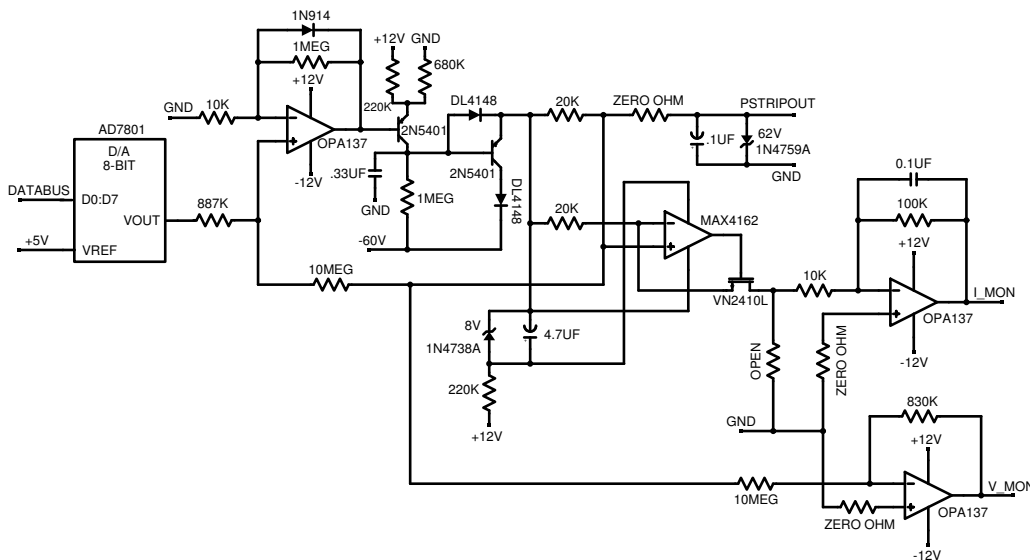 1N914
1MEG
+12V
GND
680K
220K
+12V
GND
10K
OPA137
-12V
2N5401
DL4148
2N5401
DL4148
.33UF
GND
1MEG
-60V
AD7801
D/A
8-BIT
DATABUS
D0:D7
VOUT
+5V
VREF
887K
10MEG
20K
ZERO OHM
PSTRIPOUT
.1UF
62V
1N4759A
GND
20K
MAX4162
VN2410L
8V
1N4738A
4.7UF
220K
+12V
0.1UF
100K
+12V
10K
OPA137
I_MON
-12V
OPEN
ZERO OHM
GND
830K
+12V
10MEG
ZERO OHM
OPA137
V_MON
-12V